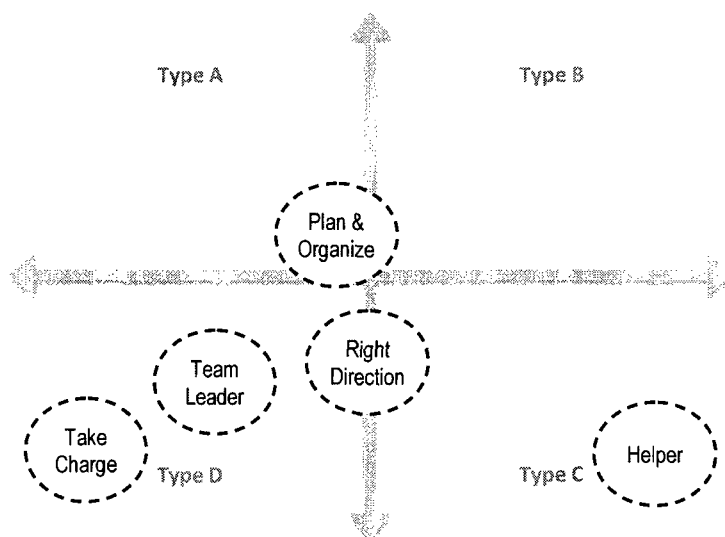 Type A
Type B
Plan &
Organize
Right
Direction
Team
Leader
Take
Charge
Helper
Type D
Type C